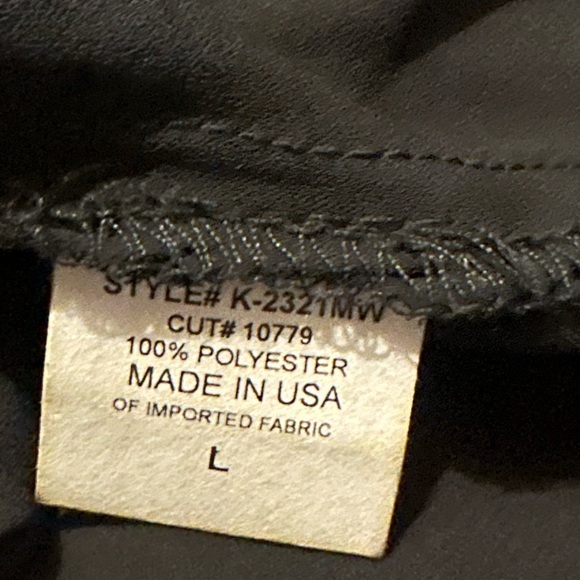 STYLE# K-2321MW
CUT# 10779
100% POLYESTER
MADE IN USA
OF IMPORTED FABRIC
L